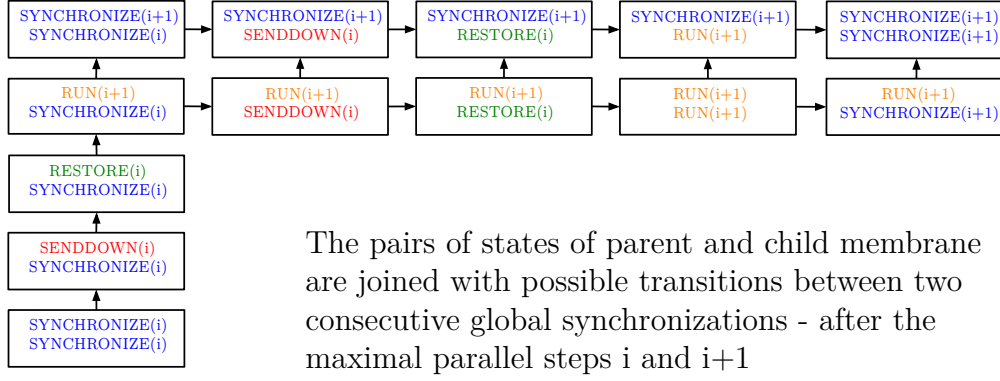 SYNCHRONIZE(i+1)
SYNCHRONIZE(i)
SYNCHRONIZE(i+1)
SENDDOWN(i)
SYNCHRONIZE(i+1)
RESTORE(i)
SYNCHRONIZE(i+1)
RUN(i+1)
SYNCHRONIZE(i+1)
SYNCHRONIZE(i+1)
RUN(i+1)
SYNCHRONIZE(i)
RUN(i+1)
SENDDOWN(i)
RUN(i+1)
RESTORE(i)
RUN(i+1)
RUN(i+1)
RUN(i+1)
SYNCHRONIZE(i+1)
RESTORE(i)
SYNCHRONIZE(i)
SENDDOWN(i)
SYNCHRONIZE(i)
SYNCHRONIZE(i)
SYNCHRONIZE(i)
The pairs of states of parent and child membrane
are joined with possible transitions between two
consecutive global synchronizations - after the
maximal parallel steps i and i+1